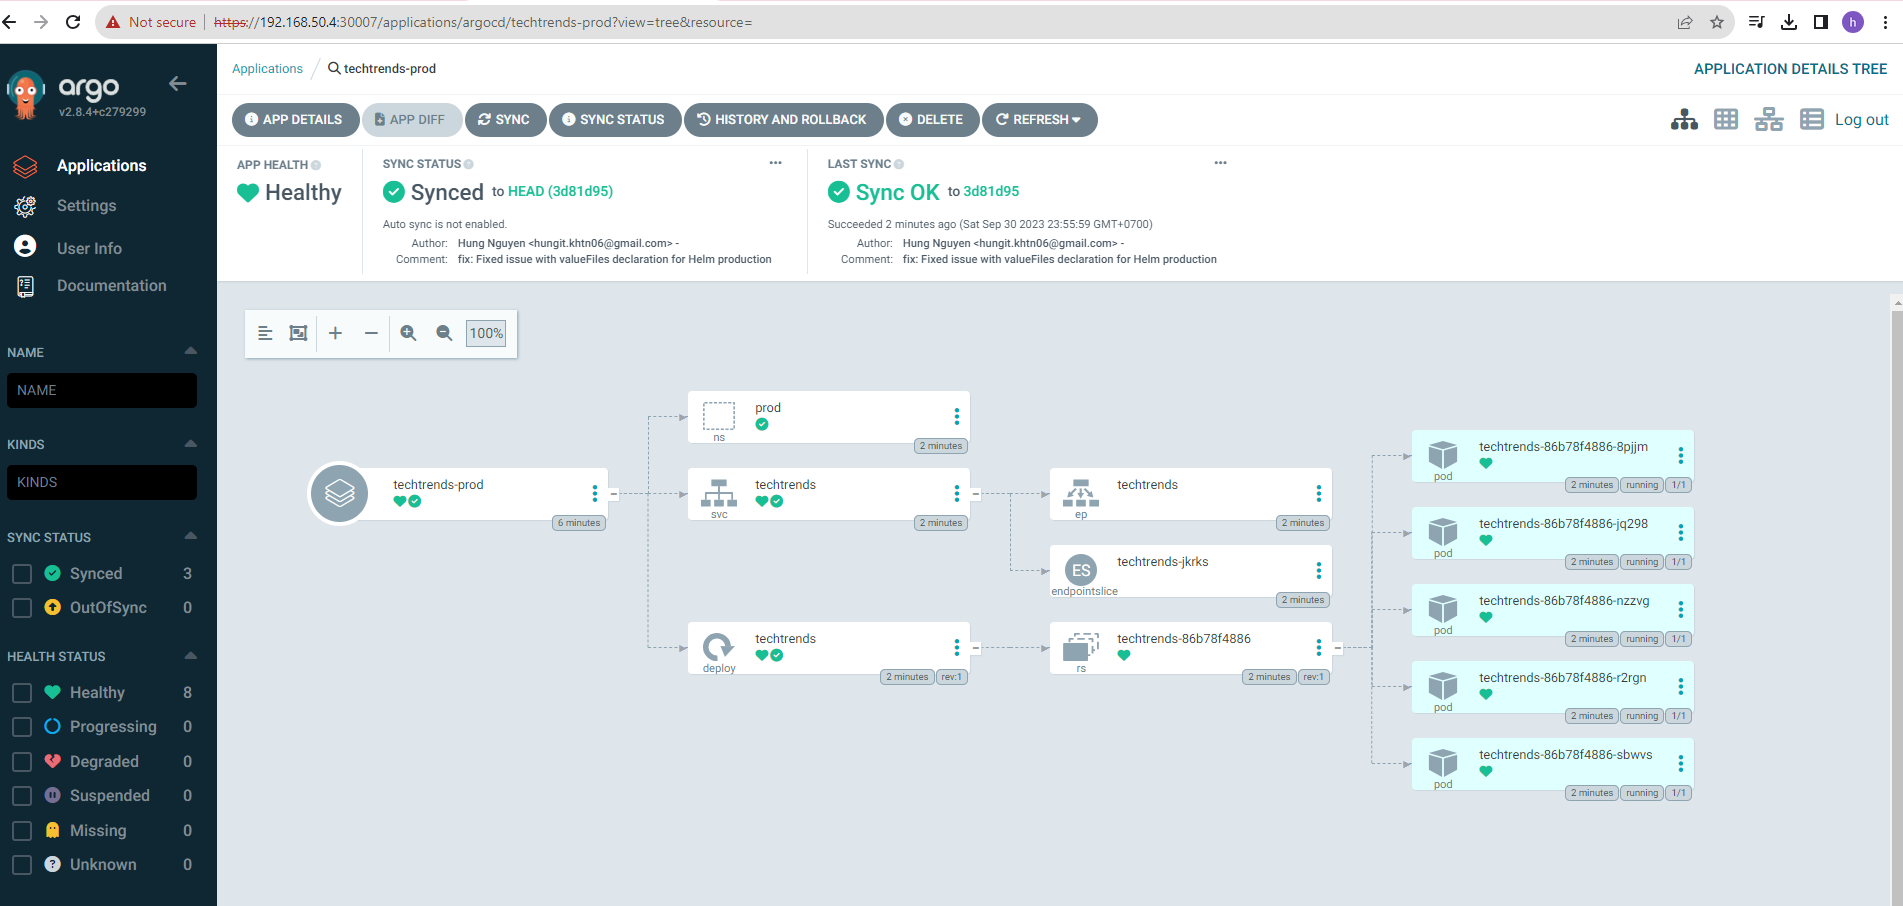 Not secure | https://192.168.50.4:30007/applications/argocd/techtrends-prod?view=tree&resource=
h
argo
v2.8.4+c279299
Applications
Settings
User Info
Documentation
NAME
NAME
KINDS
KINDS
SYNC STATUS
Synced 3
OutOfSync 0
HEALTH STATUS
Healthy 8
Progressing 0
Degraded 0
Suspended 0
Missing 0
Unknown 0
Applications / techtrends-prod
APPLICATION DETAILS TREE
APP DETAILS
APP DIFF
SYNC
SYNC STATUS
HISTORY AND ROLLBACK
DELETE
REFRESH
Log out
APP HEALTH
Healthy
SYNC STATUS
Synced to HEAD (3d81d95)
Auto sync is not enabled.
Author: Hung Nguyen <hungit.khtn06@gmail.com> -
Comment: fix: Fixed issue with valueFiles declaration for Helm production
LAST SYNC
Sync OK to 3d81d95
Succeeded 2 minutes ago (Sat Sep 30 2023 23:55:59 GMT+0700)
Author: Hung Nguyen <hungit.khtn06@gmail.com> -
Comment: fix: Fixed issue with valueFiles declaration for Helm production
100%
techtrends-prod
6 minutes
prod
ns
2 minutes
techtrends
svc
2 minutes
techtrends
deploy
2 minutes rev:1
techtrends
ep
2 minutes
ES
techtrends-jkrks
endpointslice
2 minutes
techtrends-86b78f4886
rs
2 minutes rev:1
techtrends-86b78f4886-8pjjm
pod
2 minutes running 1/1
techtrends-86b78f4886-jq298
pod
2 minutes running 1/1
techtrends-86b78f4886-nzzvg
pod
2 minutes running 1/1
techtrends-86b78f4886-r2rgn
pod
2 minutes running 1/1
techtrends-86b78f4886-sbwvs
pod
2 minutes running 1/1